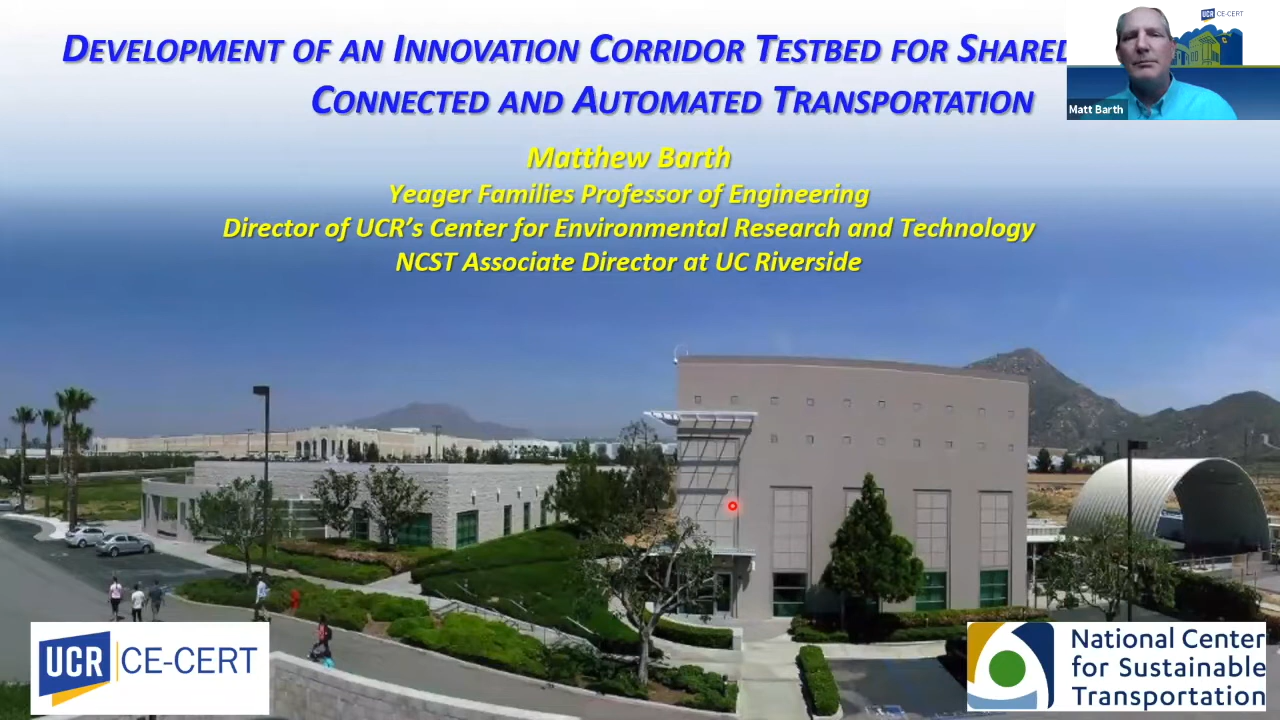 DEVELOPMENT OF AN INNOVATION CORRIDOR TESTBED FOR SHARED
CONNECTED AND AUTOMATED TRANSPORTATION
UCR CE-CERT
Matt Barth
Matthew Barth
Yeager Families Professor of Engineering
Director of UCR's Center for Environmental Research and Technology
NCST Associate Director at UC Riverside
UCR CE-CERT
National Center
for Sustainable
Transportation